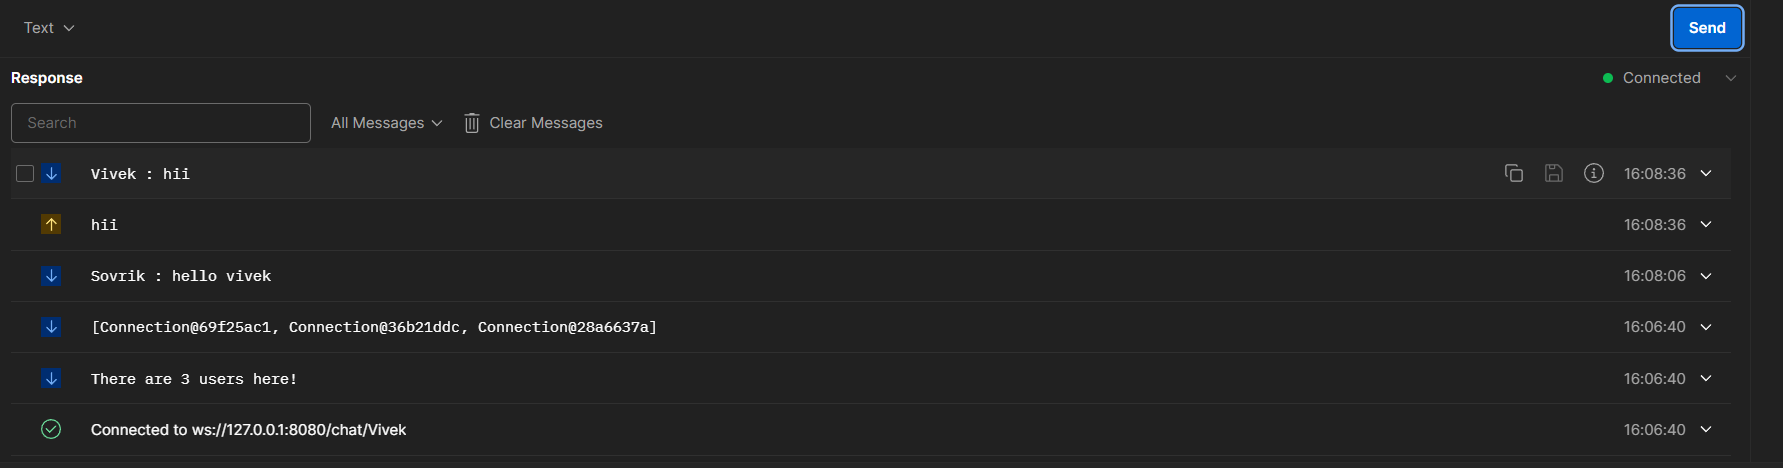 Text
Send
Response
Connected
Search
All Messages
Clear Messages
Vivek : hii
16:08:36
hii
16:08:36
Sovrik : hello vivek
16:08:06
[Connection@69f25ac1, Connection@36b21ddc, Connection@28a6637a]
16:06:40
There are 3 users here!
16:06:40
Connected to ws://127.0.0.1:8080/chat/Vivek
16:06:40